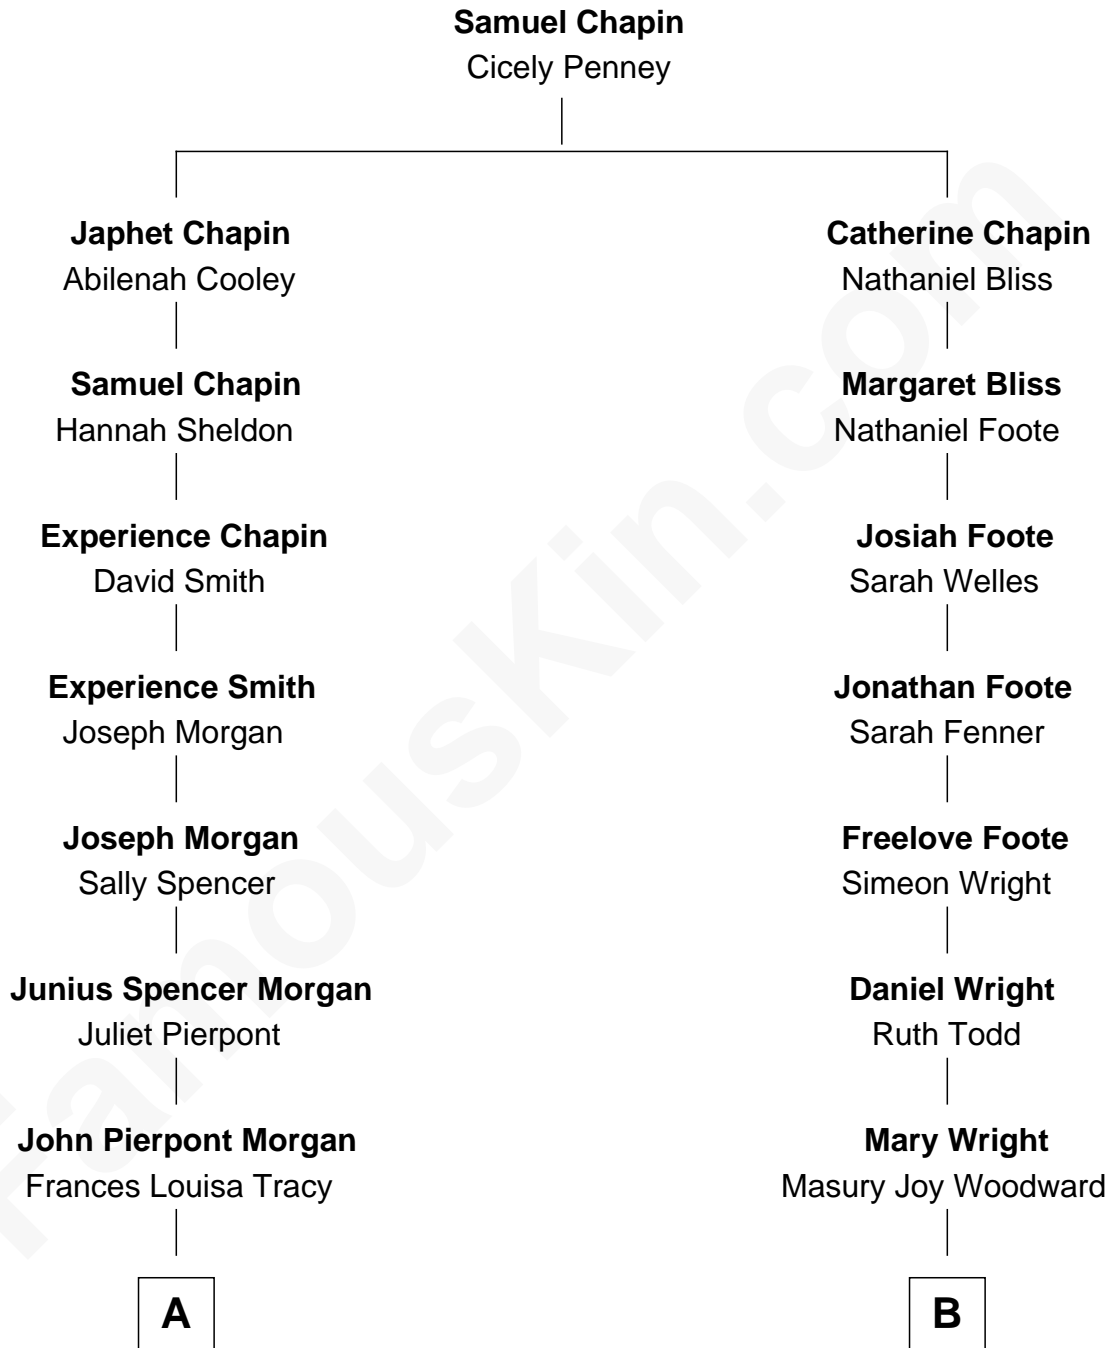 Samuel Chapin
Cicely Penney
Japhet Chapin
Abilenah Cooley
Catherine Chapin
Nathaniel Bliss
Samuel Chapin
Hannah Sheldon
Margaret Bliss
Nathaniel Foote
Experience Chapin
David Smith
Josiah Foote
Sarah Welles
Experience Smith
Joseph Morgan
Jonathan Foote
Sarah Fenner
Joseph Morgan
Sally Spencer
Freelove Foote
Simeon Wright
Junius Spencer Morgan
Juliet Pierpont
Daniel Wright
Ruth Todd
John Pierpont Morgan
Frances Louisa Tracy
Mary Wright
Masury Joy Woodward
A
B
FamousKin.com